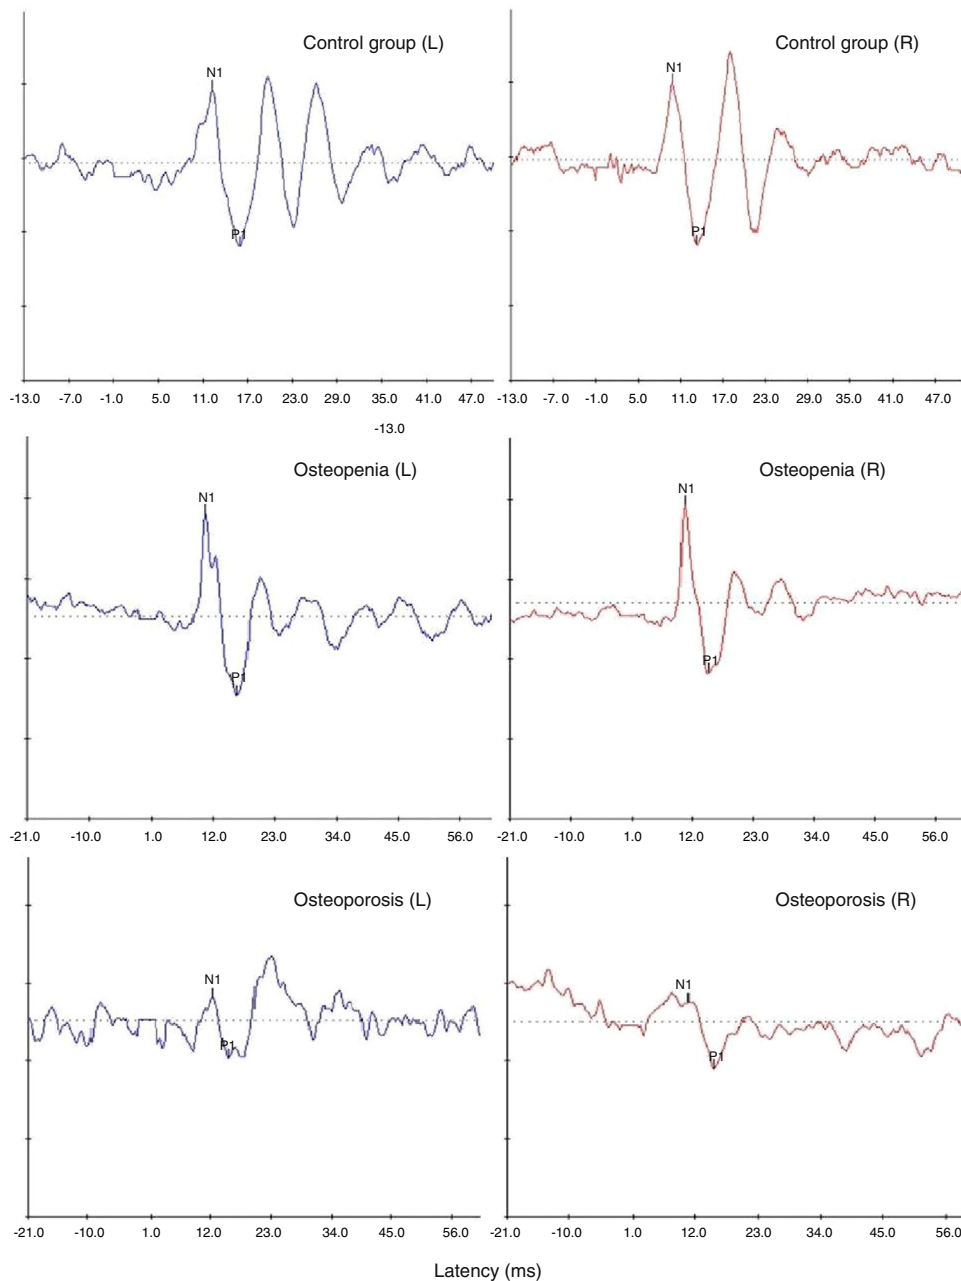 Control group (L)
N1
P1
-13.0 -7.0 -1.0 5.0 11.0 17.0 23.0 29.0 35.0 41.0 47.0
Control group (R)
N1
P1
-13.0 -7. 0 -1.0 5.0 11.0 17.0 23.0 29.0 35.0 41.0 47.0
-13.0
Osteopenia (L)
N1
P1
-21.0 -10.0 1.0 12.0 23.0 34.0 45.0 56.0
Osteopenia (R)
N1
P1
-21.0 -10.0 1.0 12.0 23.0 34.0 45.0 56.0
Osteoporosis (L)
N1
P1
-21.0 -10.0 1.0 12.0 23.0 34.0 45.0 56.0
Osteoporosis (R)
N1
P1
-21.0 -10.0 1.0 12.0 23.0 34.0 45.0 56.0
Latency (ms)